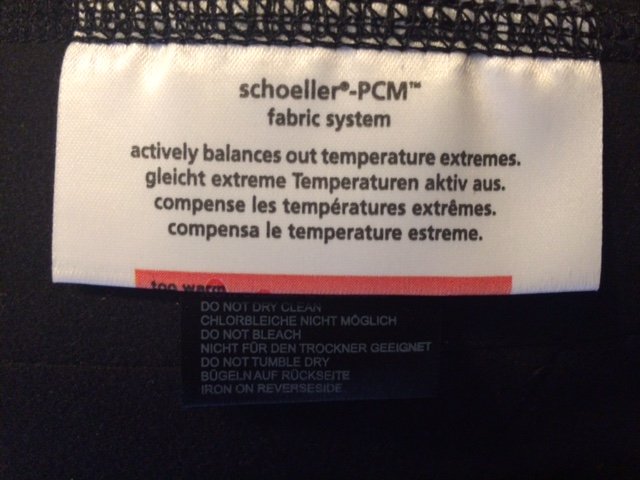 schoeller®-PCM™
fabric system
actively balances out temperature extremes.
gleicht extreme Temperaturen aktiv aus.
compense les températures extrêmes.
compensa le temperature estreme.
too warm
DO NOT DRY CLEAN
CHLORBLEICHE NICHT MÖGLICH
DO NOT BLEACH
NICHT FÜR DEN TROCKNER GEEIGNET
DO NOT TUMBLE DRY
BÜGELN AUF RÜCKSEITE
IRON ON REVERSESIDE